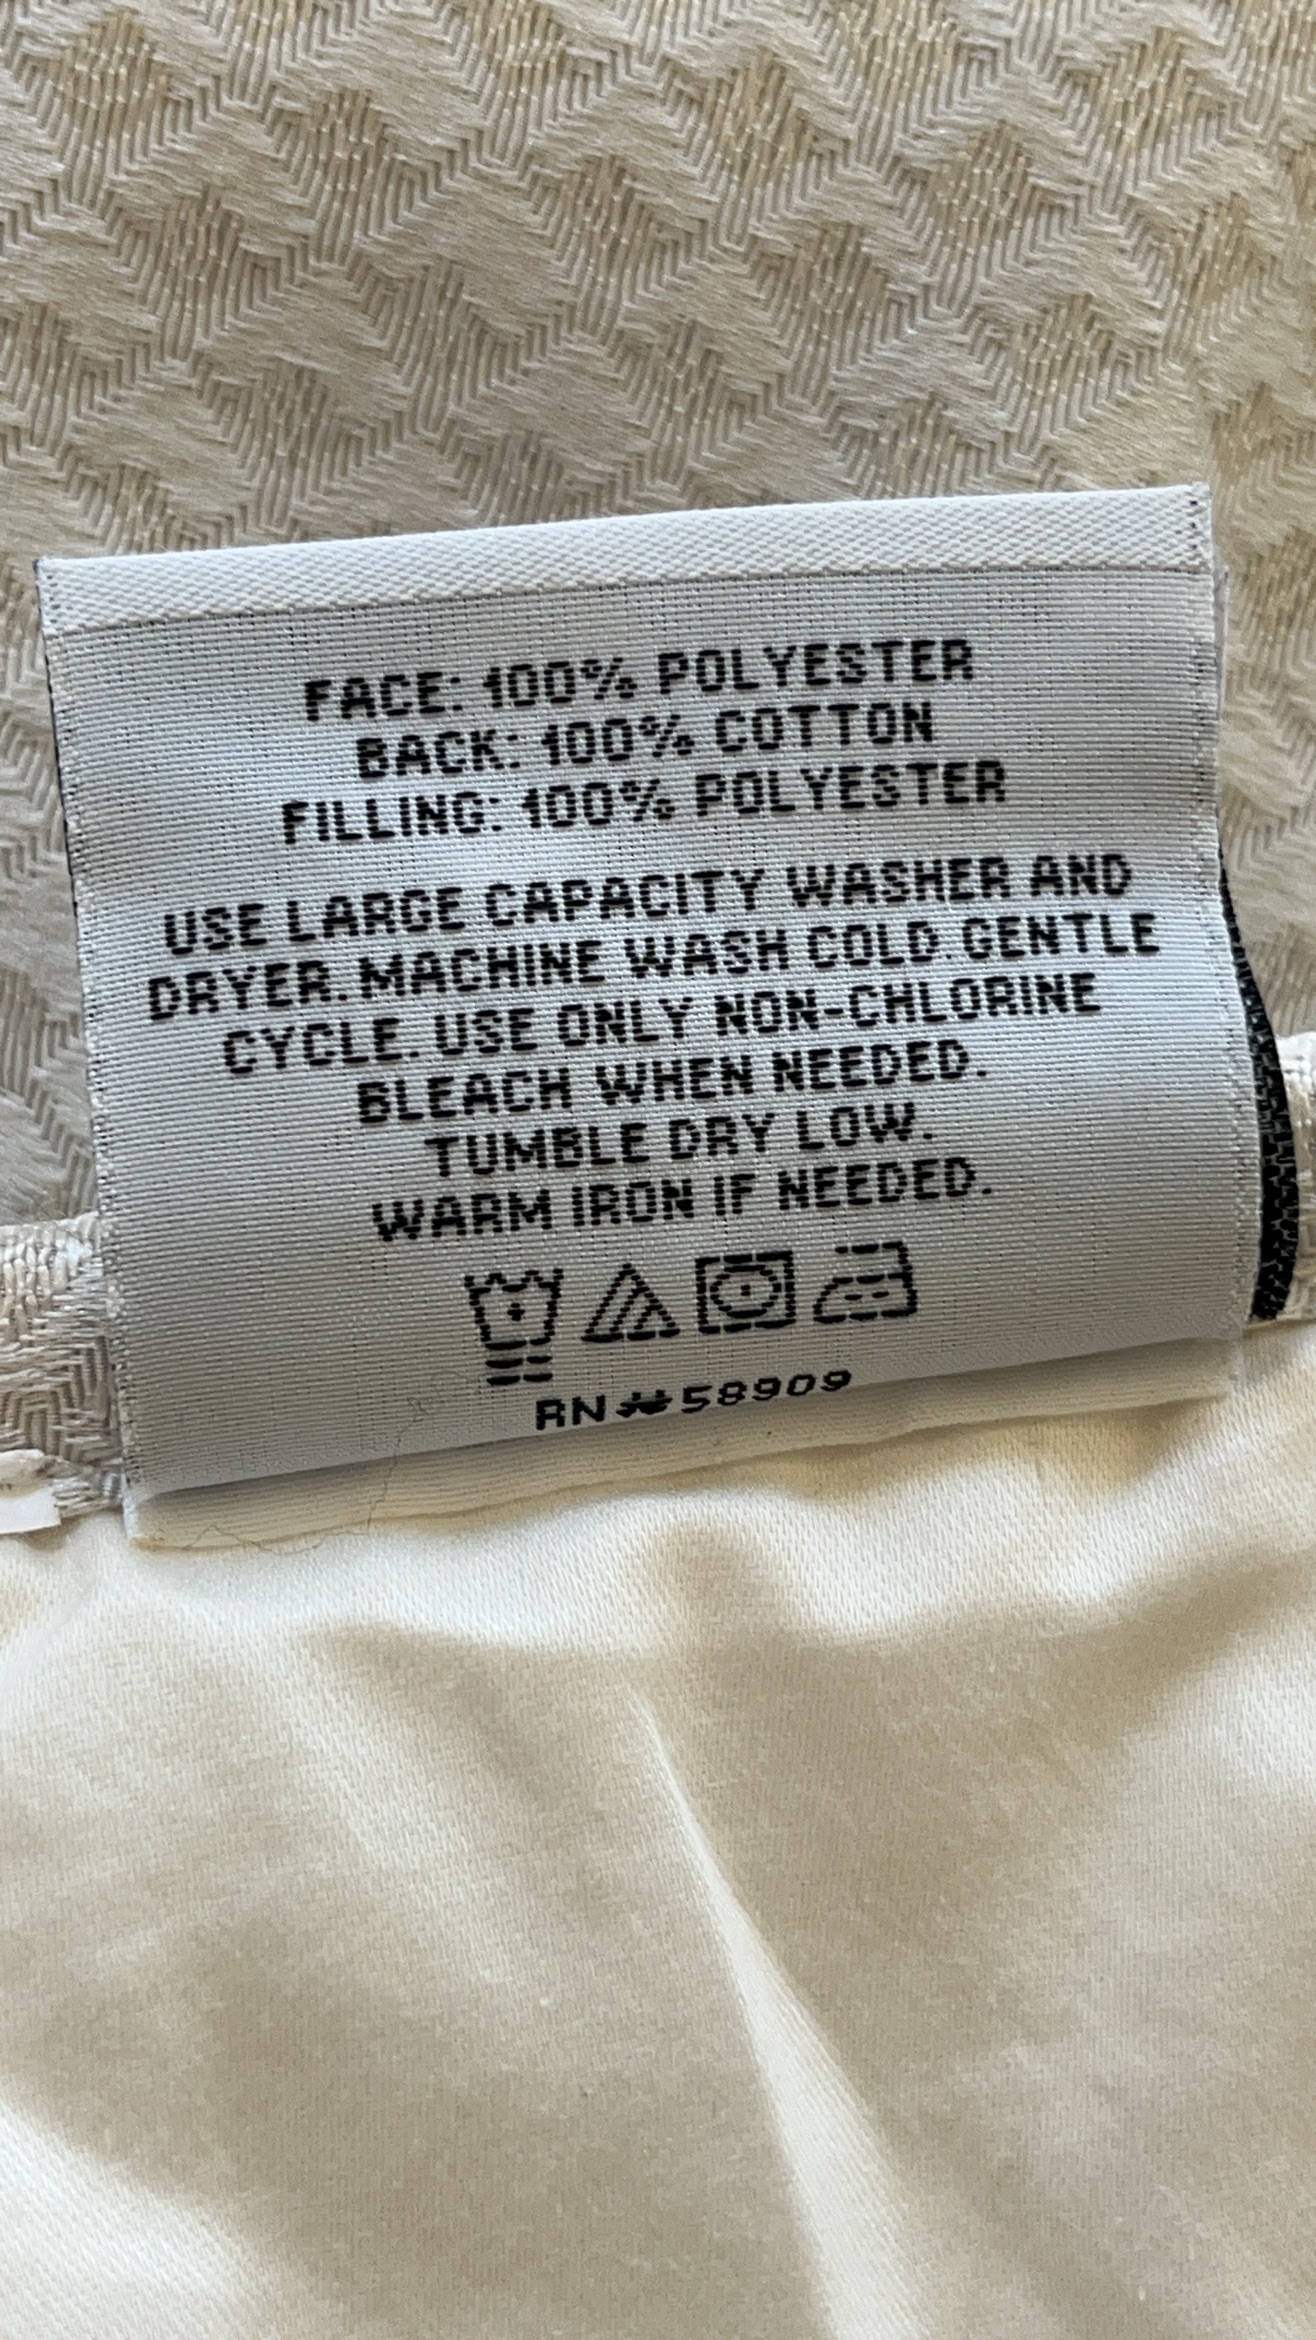 FACE: 100% POLYESTER
BACK: 100% COTTON
FILLING: 100% POLYESTER
USE LARGE CAPACITY WASHER AND
DRYER. MACHINE WASH COLD. GENTLE
CYCLE. USE ONLY NON-CHLORINE
BLEACH WHEN NEEDED.
TUMBLE DRY LOW.
WARM IRON IF NEEDED.
RN#58909